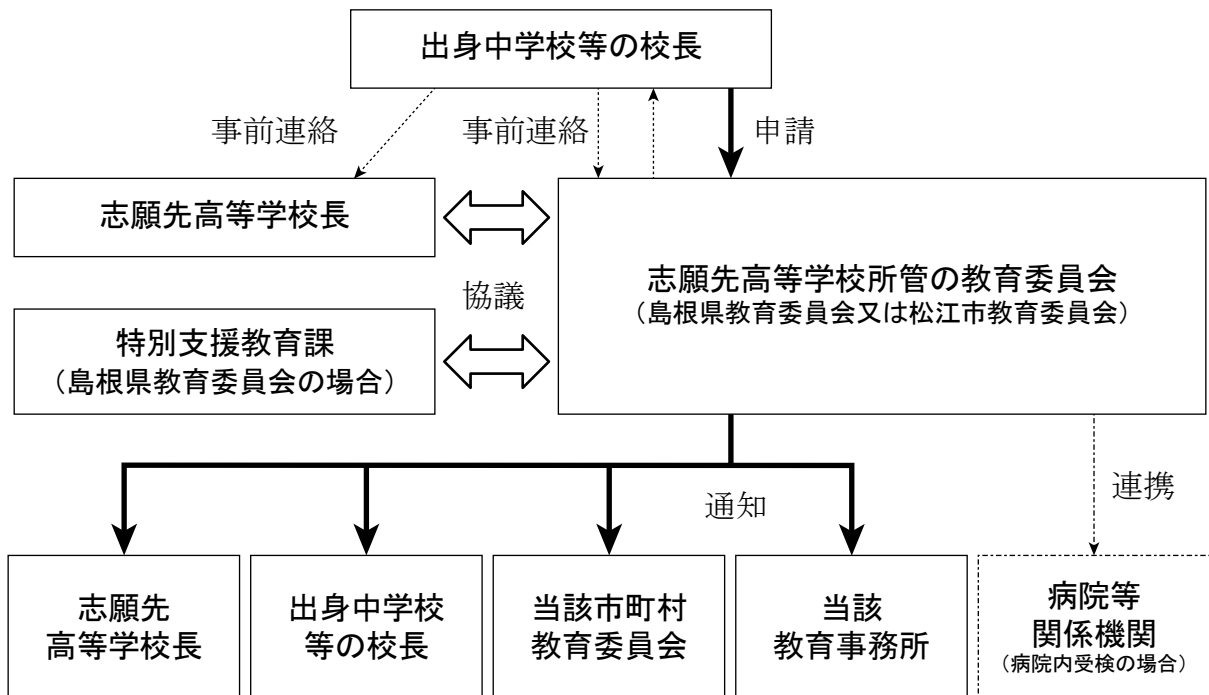 出身中学校等の校長
事前連絡
事前連絡
申請
志願先高等学校長
志願先高等学校所管の教育委員会
（島根県教育委員会又は松江市教育委員会）
協議
特別支援教育課
（島根県教育委員会の場合）
通知
連携
志願先
高等学校長
出身中学校
等の校長
当該市町村
教育委員会
当該
教育事務所
病院等
関係機関
（病院内受検の場合）